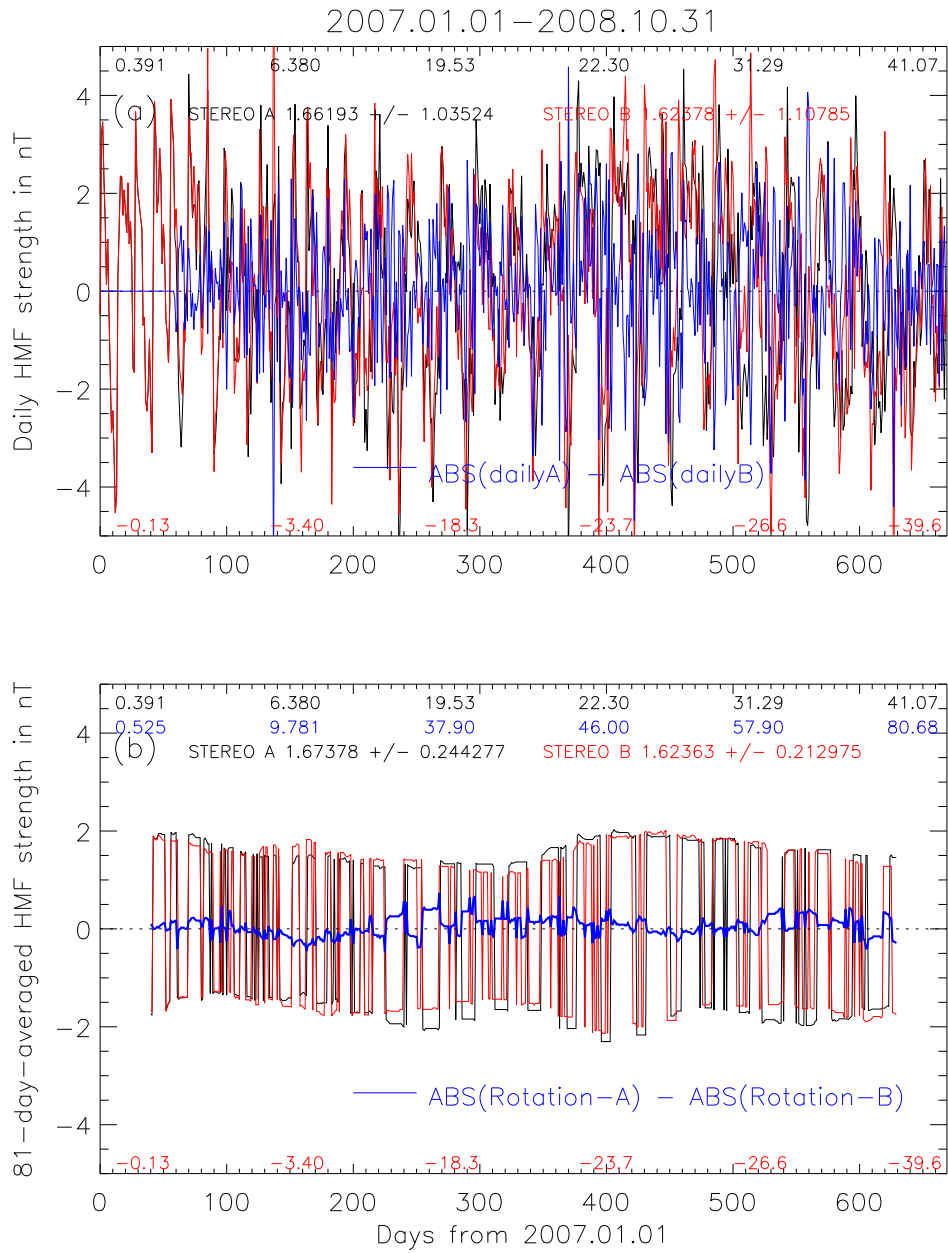 2007.01.01−2008.10.31
0.391 6.380 19.53 22.30 31.29 41.07
(a) STEREO A 1.66193 +/− 1.03524 STEREO B 1.62378 +/− 1.10785
Daily HMF strength in nT
4
2
0
−2
−4
ABS(dailyA) − ABS(dailyB)
−0.13 −3.40 −18.3 −23.7 −26.6 −39.6
0 100 200 300 400 500 600
0.391 6.380 19.53 22.30 31.29 41.07
0.525 9.781 37.90 46.00 57.90 80.68
(b) STEREO A 1.67378 +/− 0.244277 STEREO B 1.62363 +/− 0.212975
81−day−averaged HMF strength in nT
4
2
0
−2
−4
ABS(Rotation−A) − ABS(Rotation−B)
−0.13 −3.40 −18.3 −23.7 −26.6 −39.6
0 100 200 300 400 500 600
Days from 2007.01.01